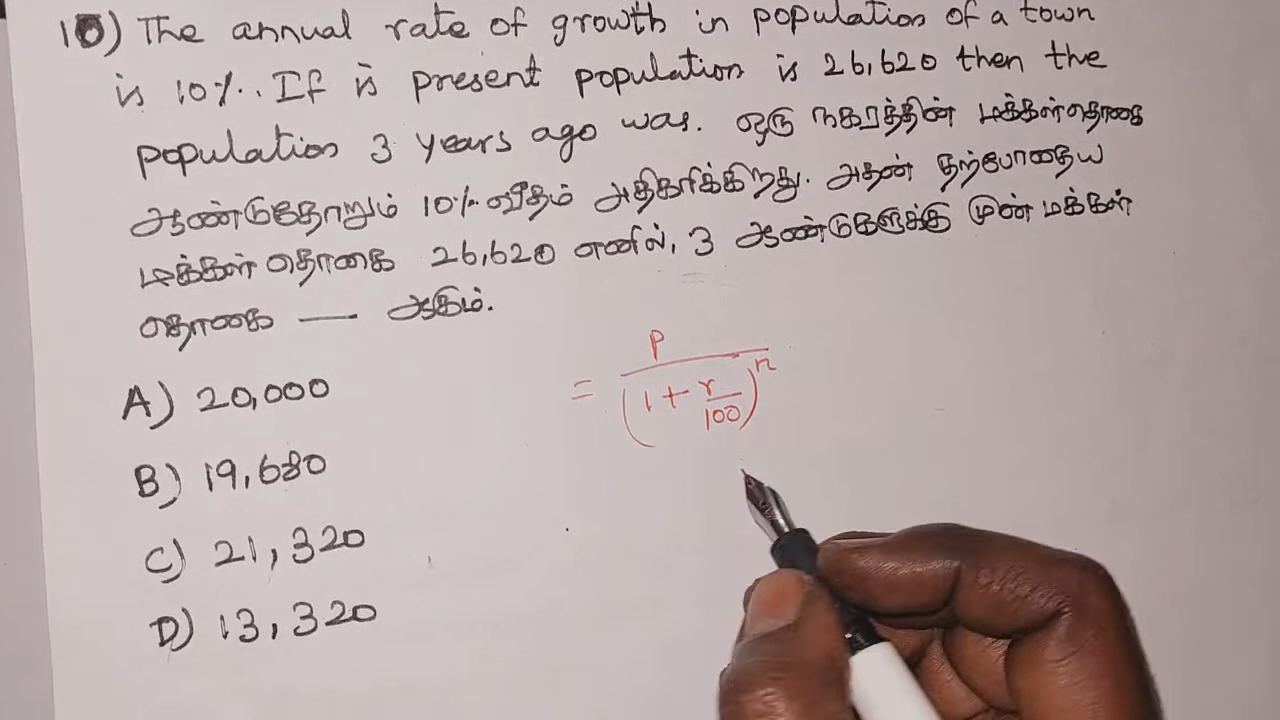 10) The annual rate of growth in population of a town
is 10%. If is present population is 26,620 then the
population 3 years ago was. ஒரு நகரத்தின் மக்கள்தொகை
ஆண்டுதோறும் 10% வீதம் அதிகரிக்கிறது. அதன் தற்போதைய
மக்கள் தொகை 26,620 எனில், 3 ஆண்டுகளுக்கு முன் மக்கள்
தொகை — ஆகும்.
A) 20,000
B) 19,680
C) 21,320
D) 13,320
= P / (1 + r/100)^n